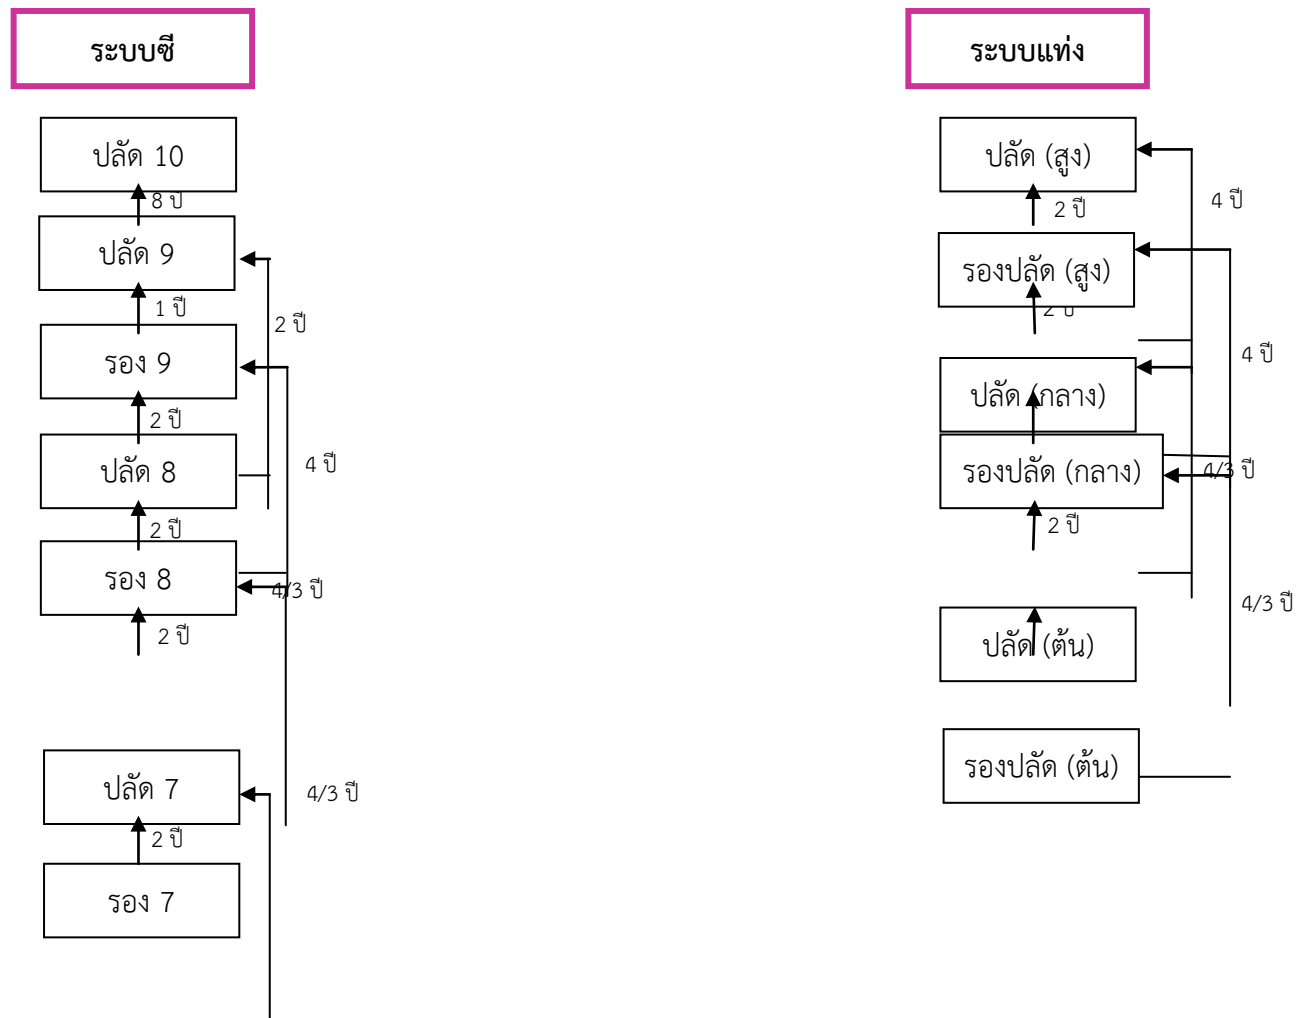 ระบบซี
ปลัด 10
8 ปี
ปลัด 9
1 ปี
2 ปี
รอง 9
2 ปี
4 ปี
ปลัด 8
2 ปี
รอง 8
4/3 ปี
2 ปี
ปลัด 7
4/3 ปี
2 ปี
รอง 7
ระบบแท่ง
ปลัด (สูง)
4 ปี
2 ปี
รองปลัด (สูง)
2 ปี
4 ปี
ปลัด (กลาง)
รองปลัด (กลาง)
4/3 ปี
2 ปี
4/3 ปี
ปลัด (ต้น)
รองปลัด (ต้น)